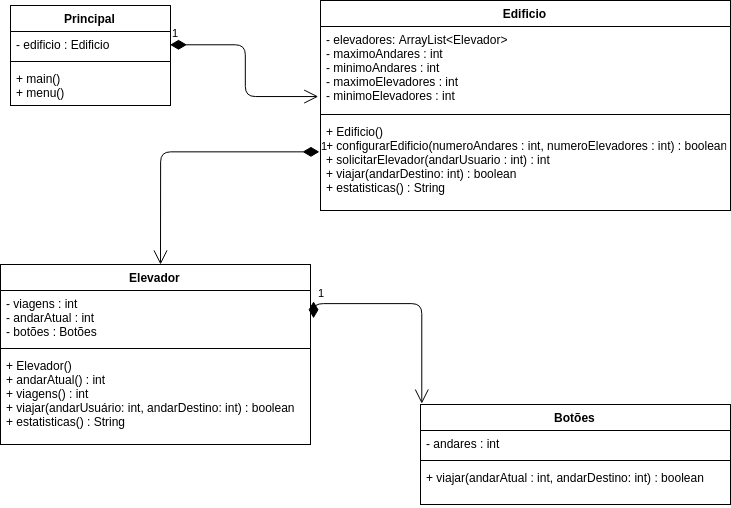 Principal
- edificio : Edificio
+ main()
+ menu()
1
Edificio
- elevadores: ArrayList<Elevador>
- maximoAndares : int
- minimoAndares : int
- maximoElevadores : int
- minimoElevadores : int
+ Edificio()
+ configurarEdificio(numeroAndares : int, numeroElevadores : int) : boolean
+ solicitarElevador(andarUsuario : int) : int
+ viajar(andarDestino: int) : boolean
+ estatisticas() : String
1
Elevador
- viagens : int
- andarAtual : int
- botões : Botões
+ Elevador()
+ andarAtual() : int
+ viagens() : int
+ viajar(andarUsuário: int, andarDestino: int) : boolean
+ estatisticas() : String
1
Botões
- andares : int
+ viajar(andarAtual : int, andarDestino: int) : boolean